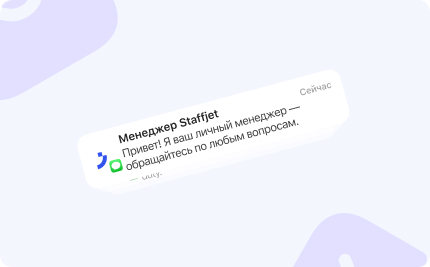 Менеджер Staffjet
Сейчас
Привет! Я ваш личный менеджер —
обращайтесь по любым вопросам.